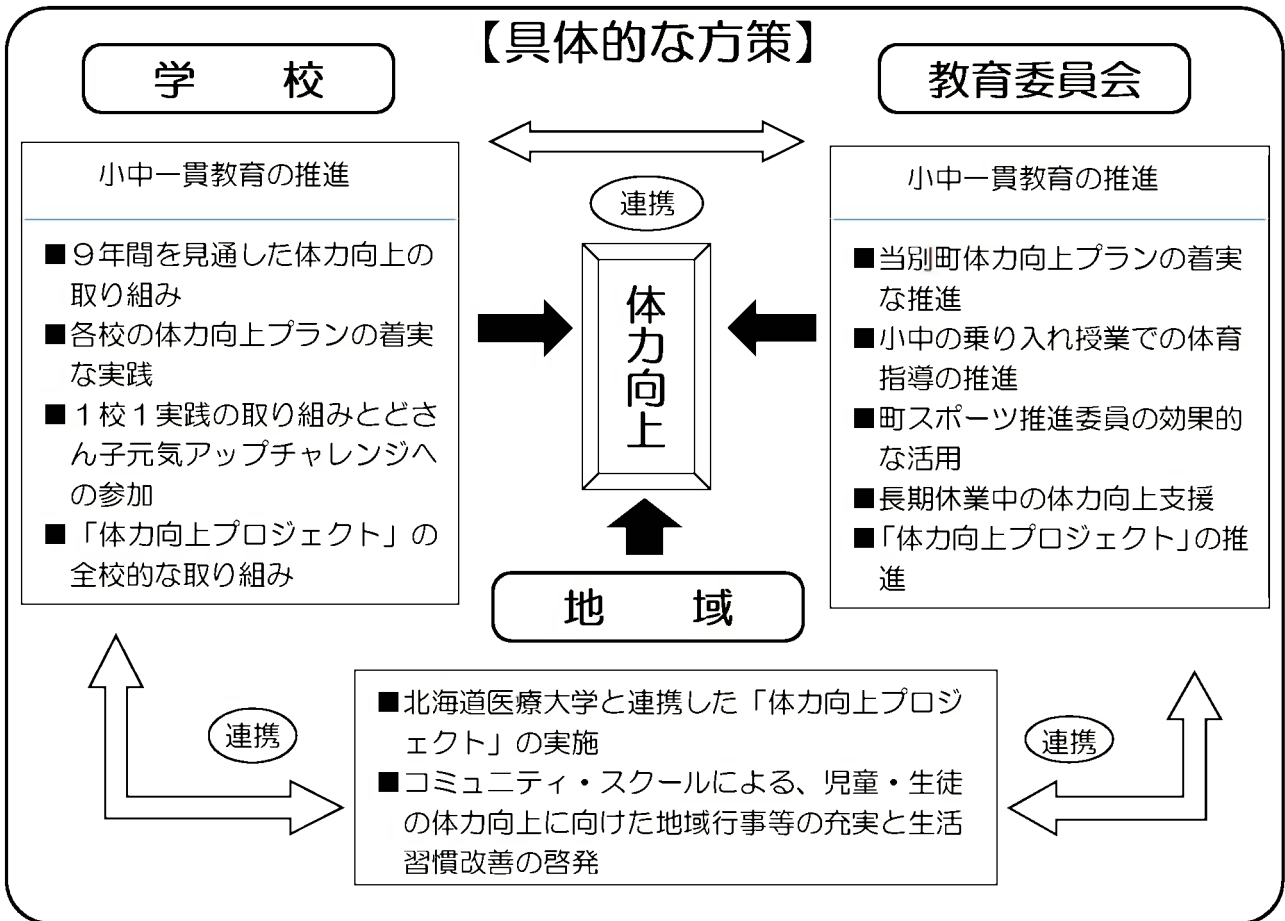 【具体的な方策】
学　校
教育委員会
連携
小中一貫教育の推進
■９年間を見通した体力向上の
取り組み
■各校の体力向上プランの着実
な実践
■１校１実践の取り組みとどさ
ん子元気アップチャレンジへ
の参加
■「体力向上プロジェクト」の
全校的な取り組み
体力向上
小中一貫教育の推進
■当別町体力向上プランの着実
な推進
■小中の乗り入れ授業での体育
指導の推進
■町スポーツ推進委員の効果的
な活用
■長期休業中の体力向上支援
■「体力向上プロジェクト」の推
進
地　域
連携
■北海道医療大学と連携した「体力向上プロジ
ェクト」の実施
■コミュニティ・スクールによる、児童・生徒
の体力向上に向けた地域行事等の充実と生活
習慣改善の啓発
連携